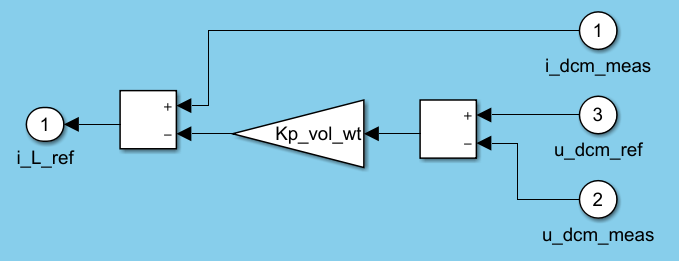 1
i_dcm_meas
+
−
1
i_L_ref
Kp_vol_wt
+
−
3
u_dcm_ref
2
u_dcm_meas